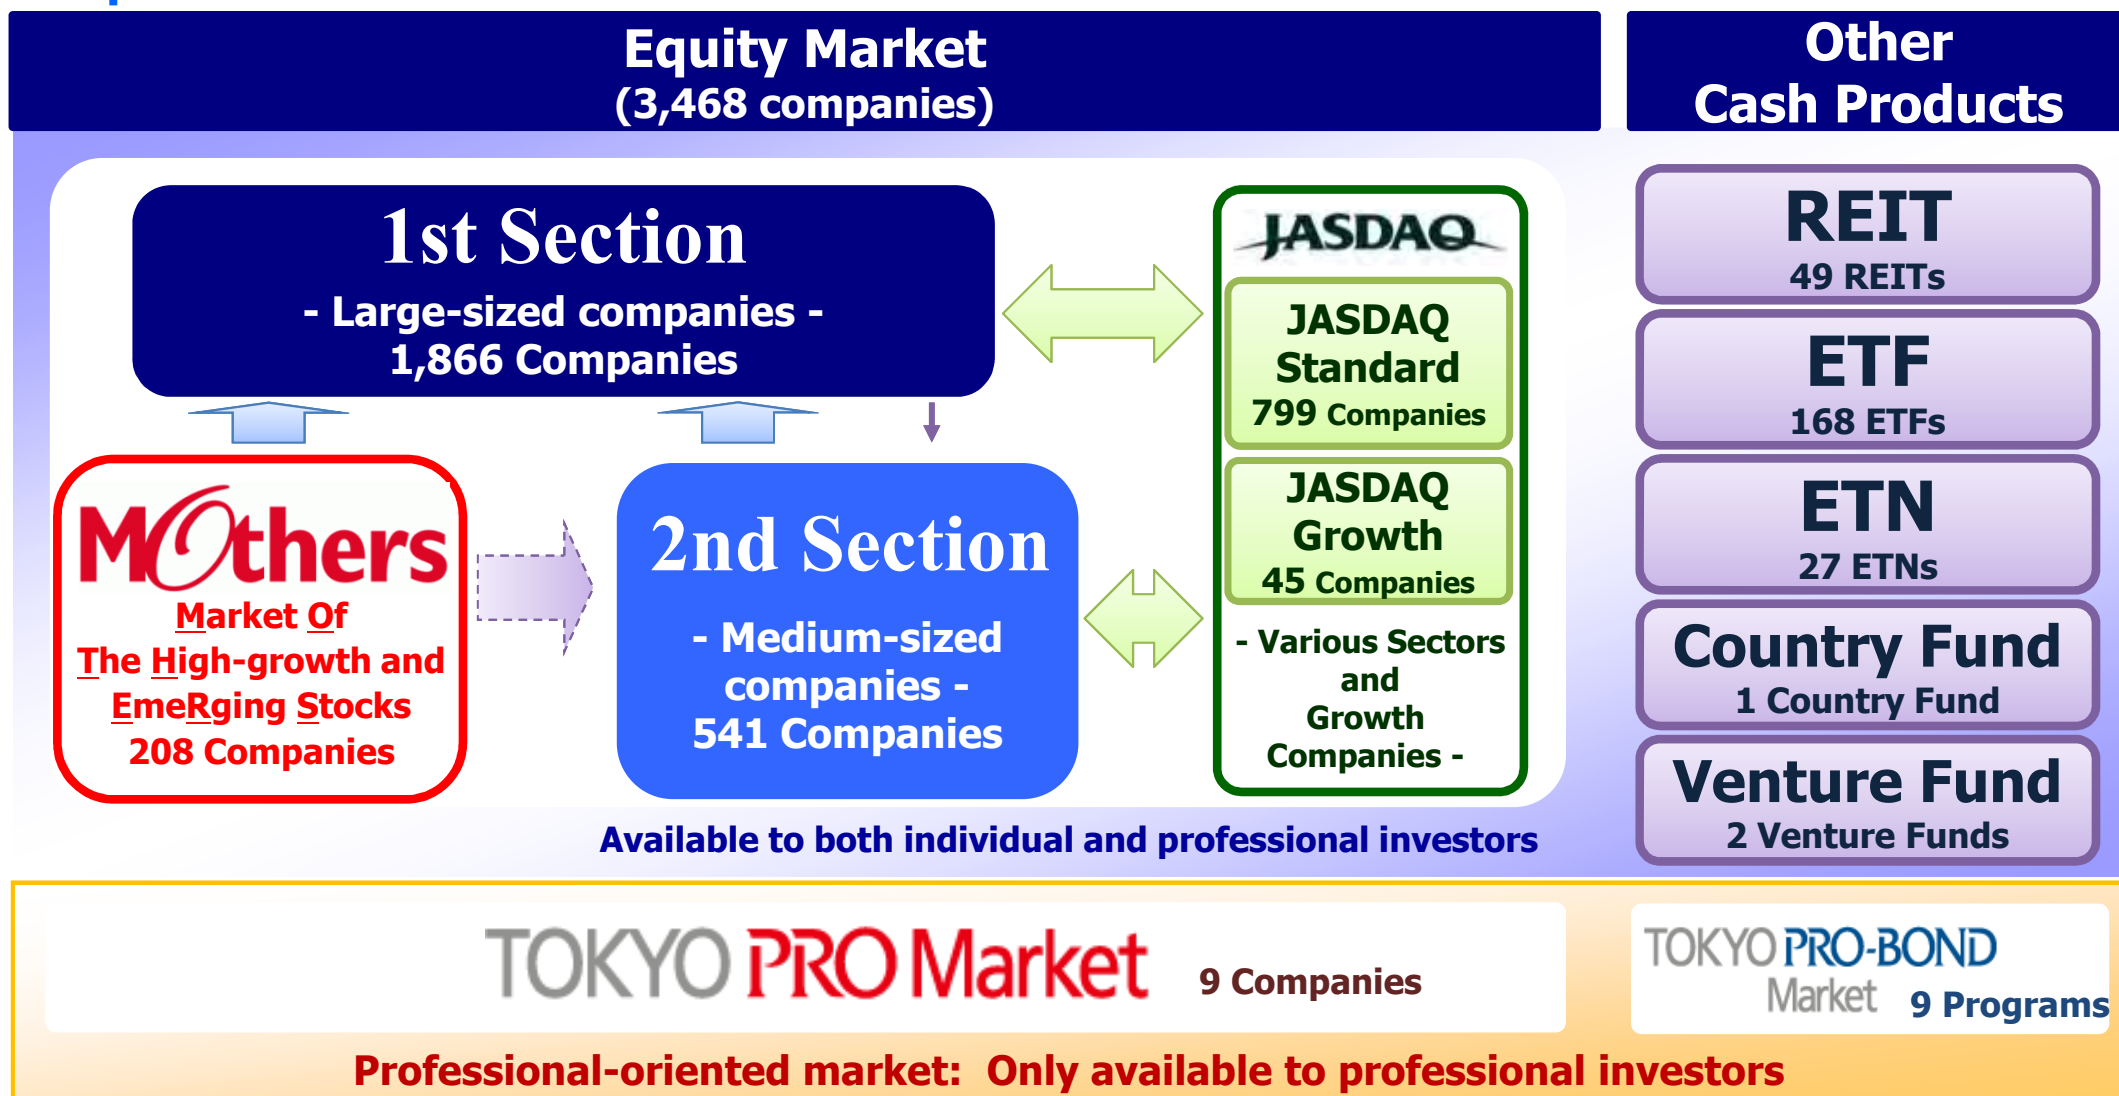 Equity Market
(3,468 companies)
Other
Cash Products
1st Section
- Large-sized companies -
1,866 Companies
JASDAQ
JASDAQ
Standard
799 Companies
JASDAQ
Growth
45 Companies
- Various Sectors
and
Growth
Companies -
MOthers
Market Of
The High-growth and
EmeRging Stocks
208 Companies
2nd Section
- Medium-sized
companies -
541 Companies
Available to both individual and professional investors
REIT
49 REITs
ETF
168 ETFs
ETN
27 ETNs
Country Fund
1 Country Fund
Venture Fund
2 Venture Funds
TOKYO PRO Market 9 Companies
TOKYO PRO-BOND
Market 9 Programs
Professional-oriented market: Only available to professional investors